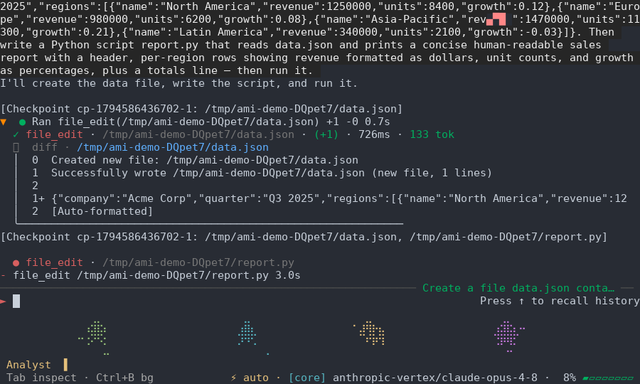 2025","regions":[{"name":"North America","revenue":1250000,"units":8400,"growth":0.12},{"name":"Euro
pe","revenue":980000,"units":6200,"growth":0.08},{"name":"Asia-Pacific","rev ":1470000,"units":11
300,"growth":0.21},{"name":"Latin America","revenue":340000,"units":2100,"growth":-0.03}]}. Then
write a Python script report.py that reads data.json and prints a concise human-readable sales
report with a header, per-region rows showing revenue formatted as dollars, unit counts, and growth
as percentages, plus a totals line — then run it.
I'll create the data file, write the script, and run it.
[Checkpoint cp-1794586436702-1: /tmp/ami-demo-DQpet7/data.json]
▼ ● Ran file_edit(/tmp/ami-demo-DQpet7/data.json) +1 -0 0.7s
✓ file_edit · /tmp/ami-demo-DQpet7/data.json · (+1) · 726ms · 133 tok
diff · /tmp/ami-demo-DQpet7/data.json
0 Created new file: /tmp/ami-demo-DQpet7/data.json
1 Successfully wrote /tmp/ami-demo-DQpet7/data.json (new file, 1 lines)
2
1+ {"company":"Acme Corp","quarter":"Q3 2025","regions":[{"name":"North America","revenue":12
2 [Auto-formatted]
[Checkpoint cp-1794586436702-1: /tmp/ami-demo-DQpet7/data.json, /tmp/ami-demo-DQpet7/report.py]
● file_edit · /tmp/ami-demo-DQpet7/report.py
- file_edit /tmp/ami-demo-DQpet7/report.py 3.0s
Create a file data.json conta…
Press ↑ to recall history
Analyst
Tab inspect · Ctrl+B bg ⚡ auto · [core] anthropic-vertex/claude-opus-4-8 · 8%